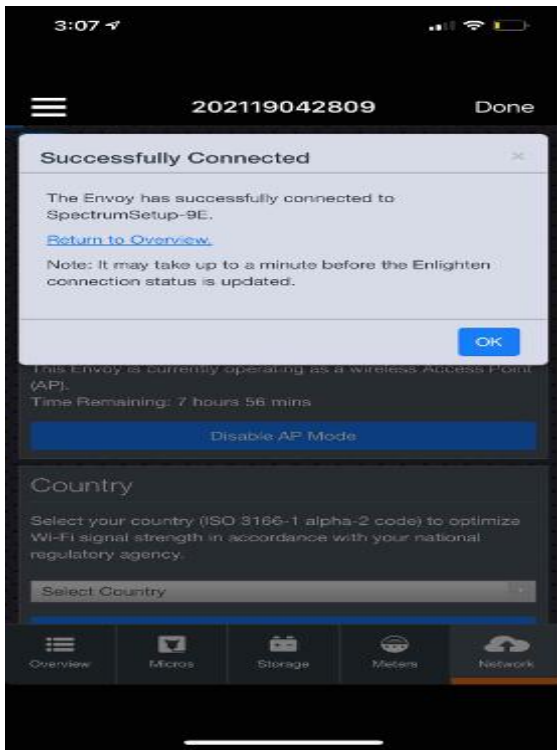 3:07
202119042809
Done
Successfully Connected
×
The Envoy has successfully connected to
SpectrumSetup-9E.
Return to Overview.
Note: It may take up to a minute before the Enlighten
connection status is updated.
OK
This Envoy is currently operating as a wireless Access Point
(AP).
Time Remaining: 7 hours 56 mins
Disable AP Mode
Country
Select your country (ISO 3166-1 alpha-2 code) to optimize
Wi-Fi signal strength in accordance with your national
regulatory agency.
Select Country
Overview
Micros
Storage
Meters
Network